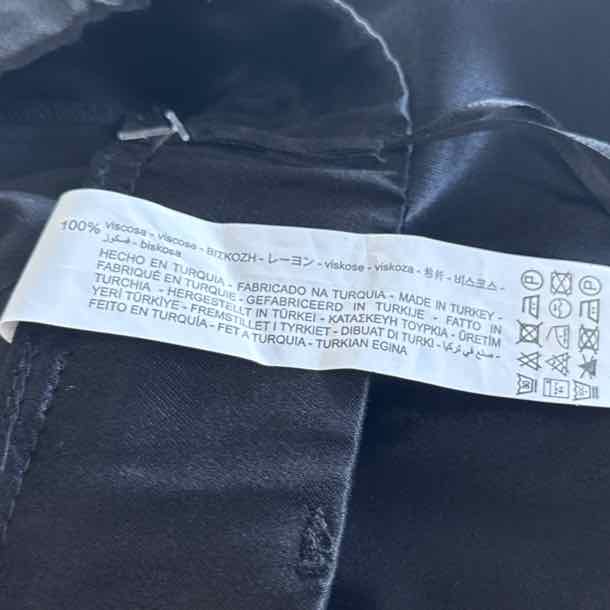 100% viscosa - viscosa - ΒΙΣΚΟΖΗ - レーヨン - viskose - viskoza - 粘纤 - 비스코스 -
فسكوز - biskosa
HECHO EN TURQUIA - FABRICADO NA TURQUIA - MADE IN TURKEY -
FABRIQUÉ EN TURQUIE - GEFABRICEERD IN TURKIJE - FATTO IN
TURCHIA - HERGESTELLT IN TÜRKEI - ΚΑΤΑΣΚΕΥΗ ΤΟΥΡΚΙΑ - ÜRETİM
YERİ TÜRKİYE - FREMSTILLET I TYRKIET - DIBUAT DI TURKI - صنع في تركيا -
FEITO EN TURQUÍA - FET A TURQUIA - TURKIAN EGINA